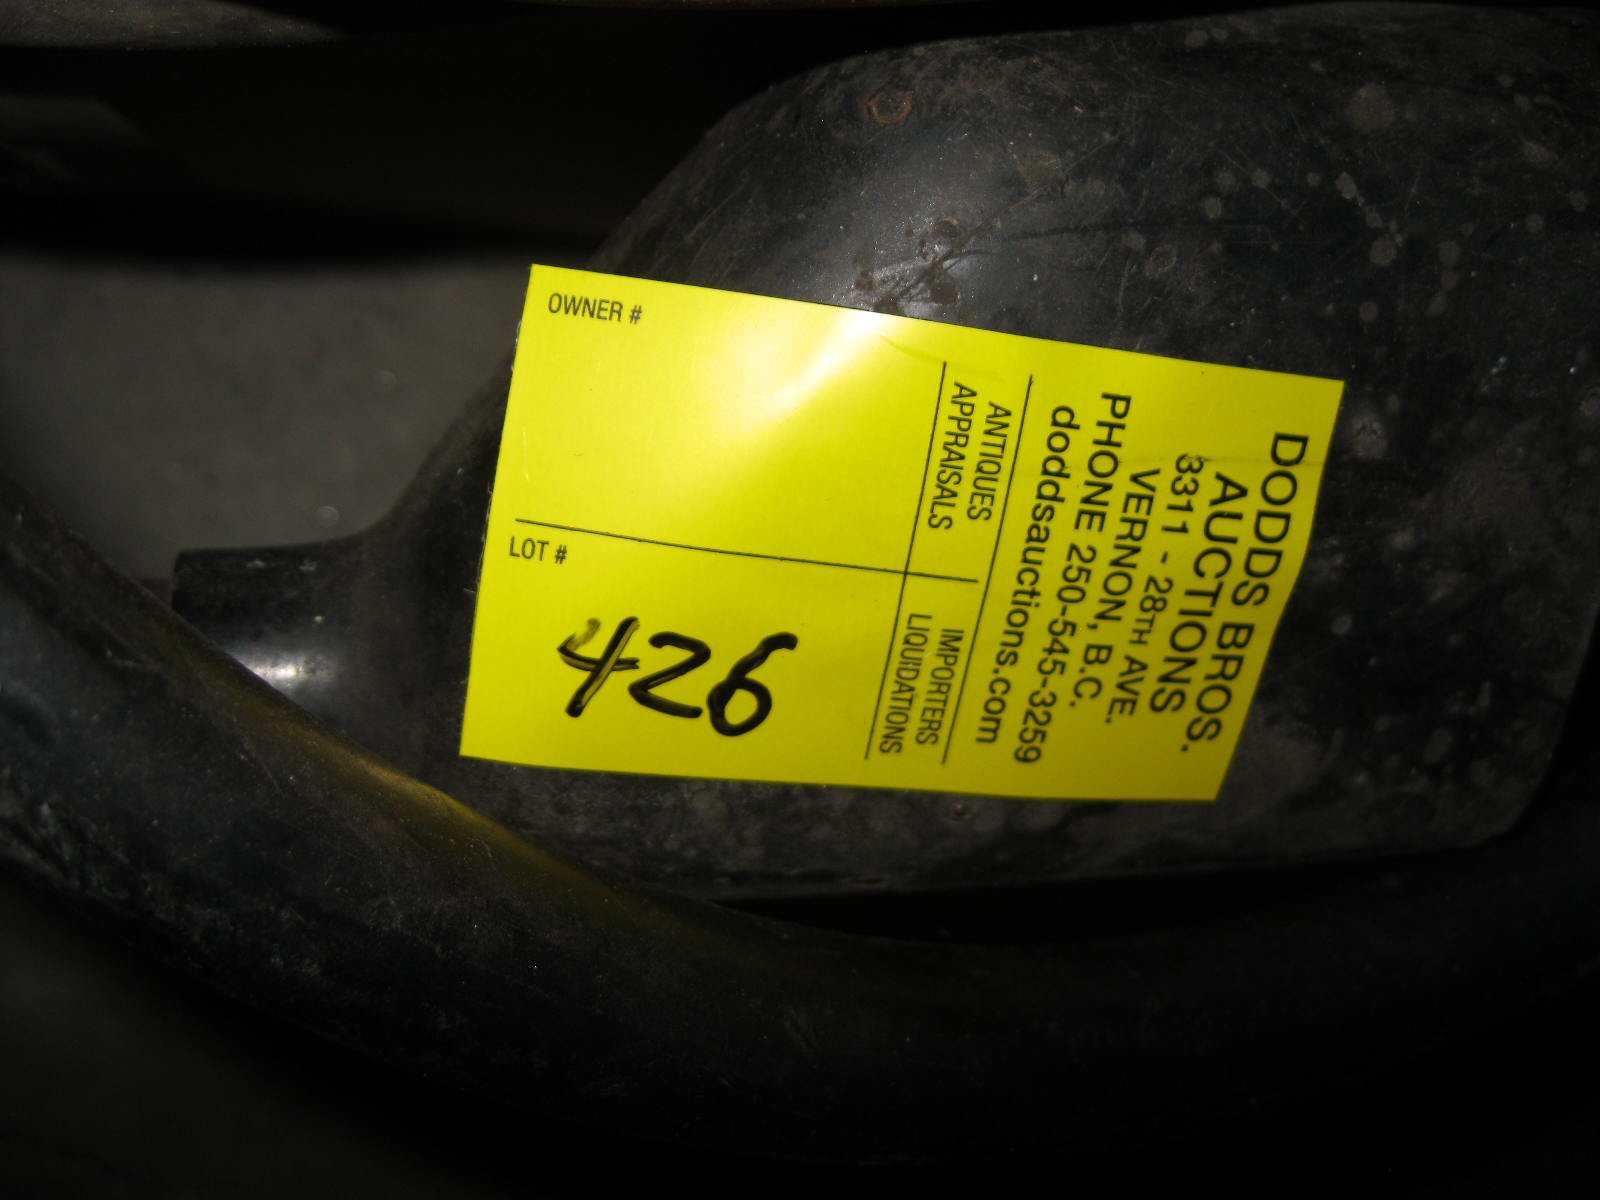 DODDS BROS.
AUCTIONS
3311 - 28TH AVE.
VERNON, B.C.
PHONE 250-545-3259
doddsauctions.com
ANTIQUES
APPRAISALS
IMPORTERS
LIQUIDATIONS
OWNER #
LOT #
426